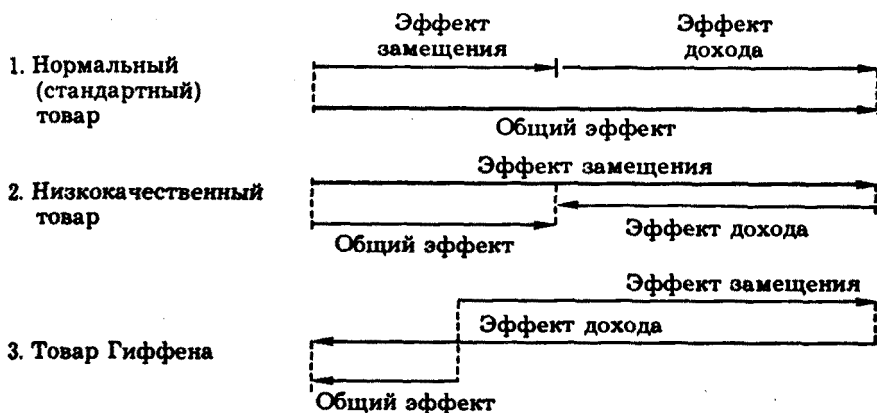 Эффект
замещения
Эффект
дохода
1. Нормальный
(стандартный)
товар
Общий эффект
Эффект замещения
2. Низкокачественный
товар
Общий эффект
Эффект дохода
Эффект замещения
Эффект дохода
3. Товар Гиффена
Общий эффект